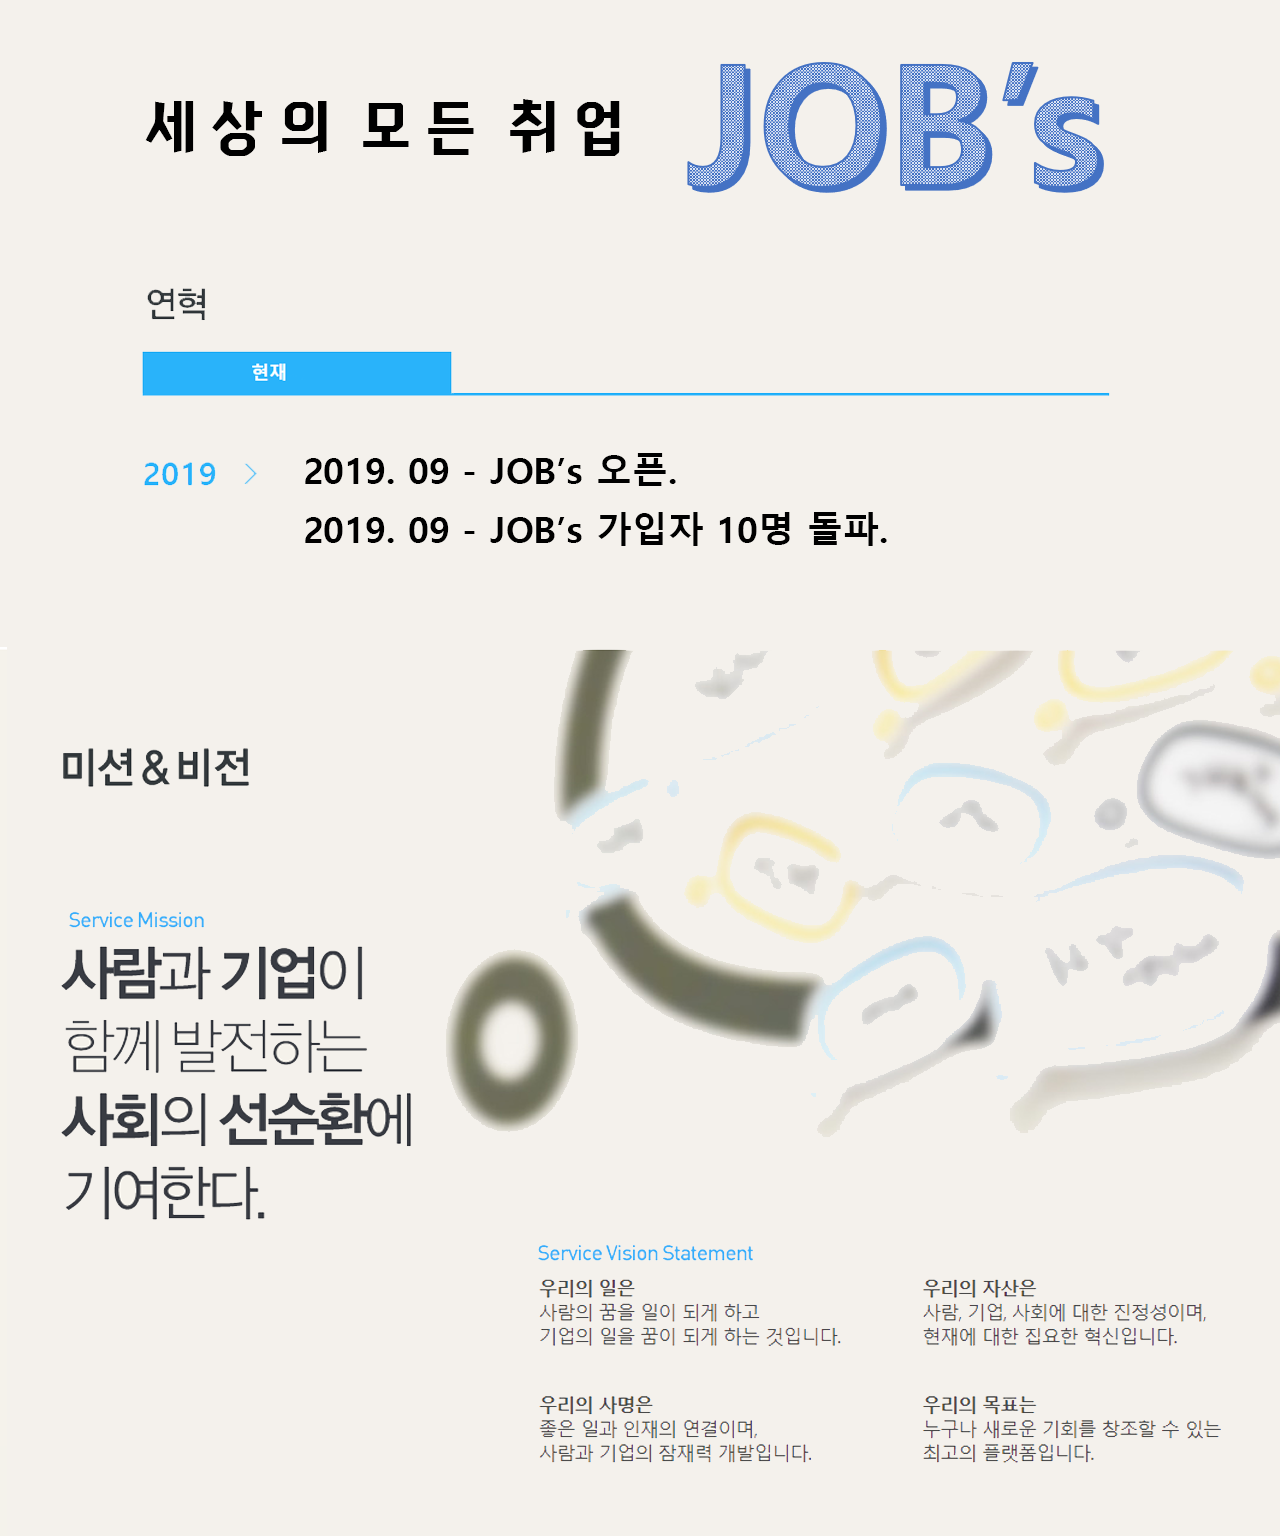 세상의 모든 취업 JOB's
연혁
현재
2019 > 2019. 09 - JOB's 오픈.
2019. 09 - JOB's 가입자 10명 돌파.
미션 & 비전
Service Mission
사람과 기업이
함께 발전하는
사회의 선순환에
기여한다.
Service Vision Statement
우리의 일은
사람의 꿈을 일이 되게 하고
기업의 일을 꿈이 되게 하는 것입니다.
우리의 자산은
사람, 기업, 사회에 대한 진정성이며,
현재에 대한 집요한 혁신입니다.
우리의 사명은
좋은 일과 인재의 연결이며,
사람과 기업의 잠재력 개발입니다.
우리의 목표는
누구나 새로운 기회를 창조할 수 있는
최고의 플랫폼입니다.